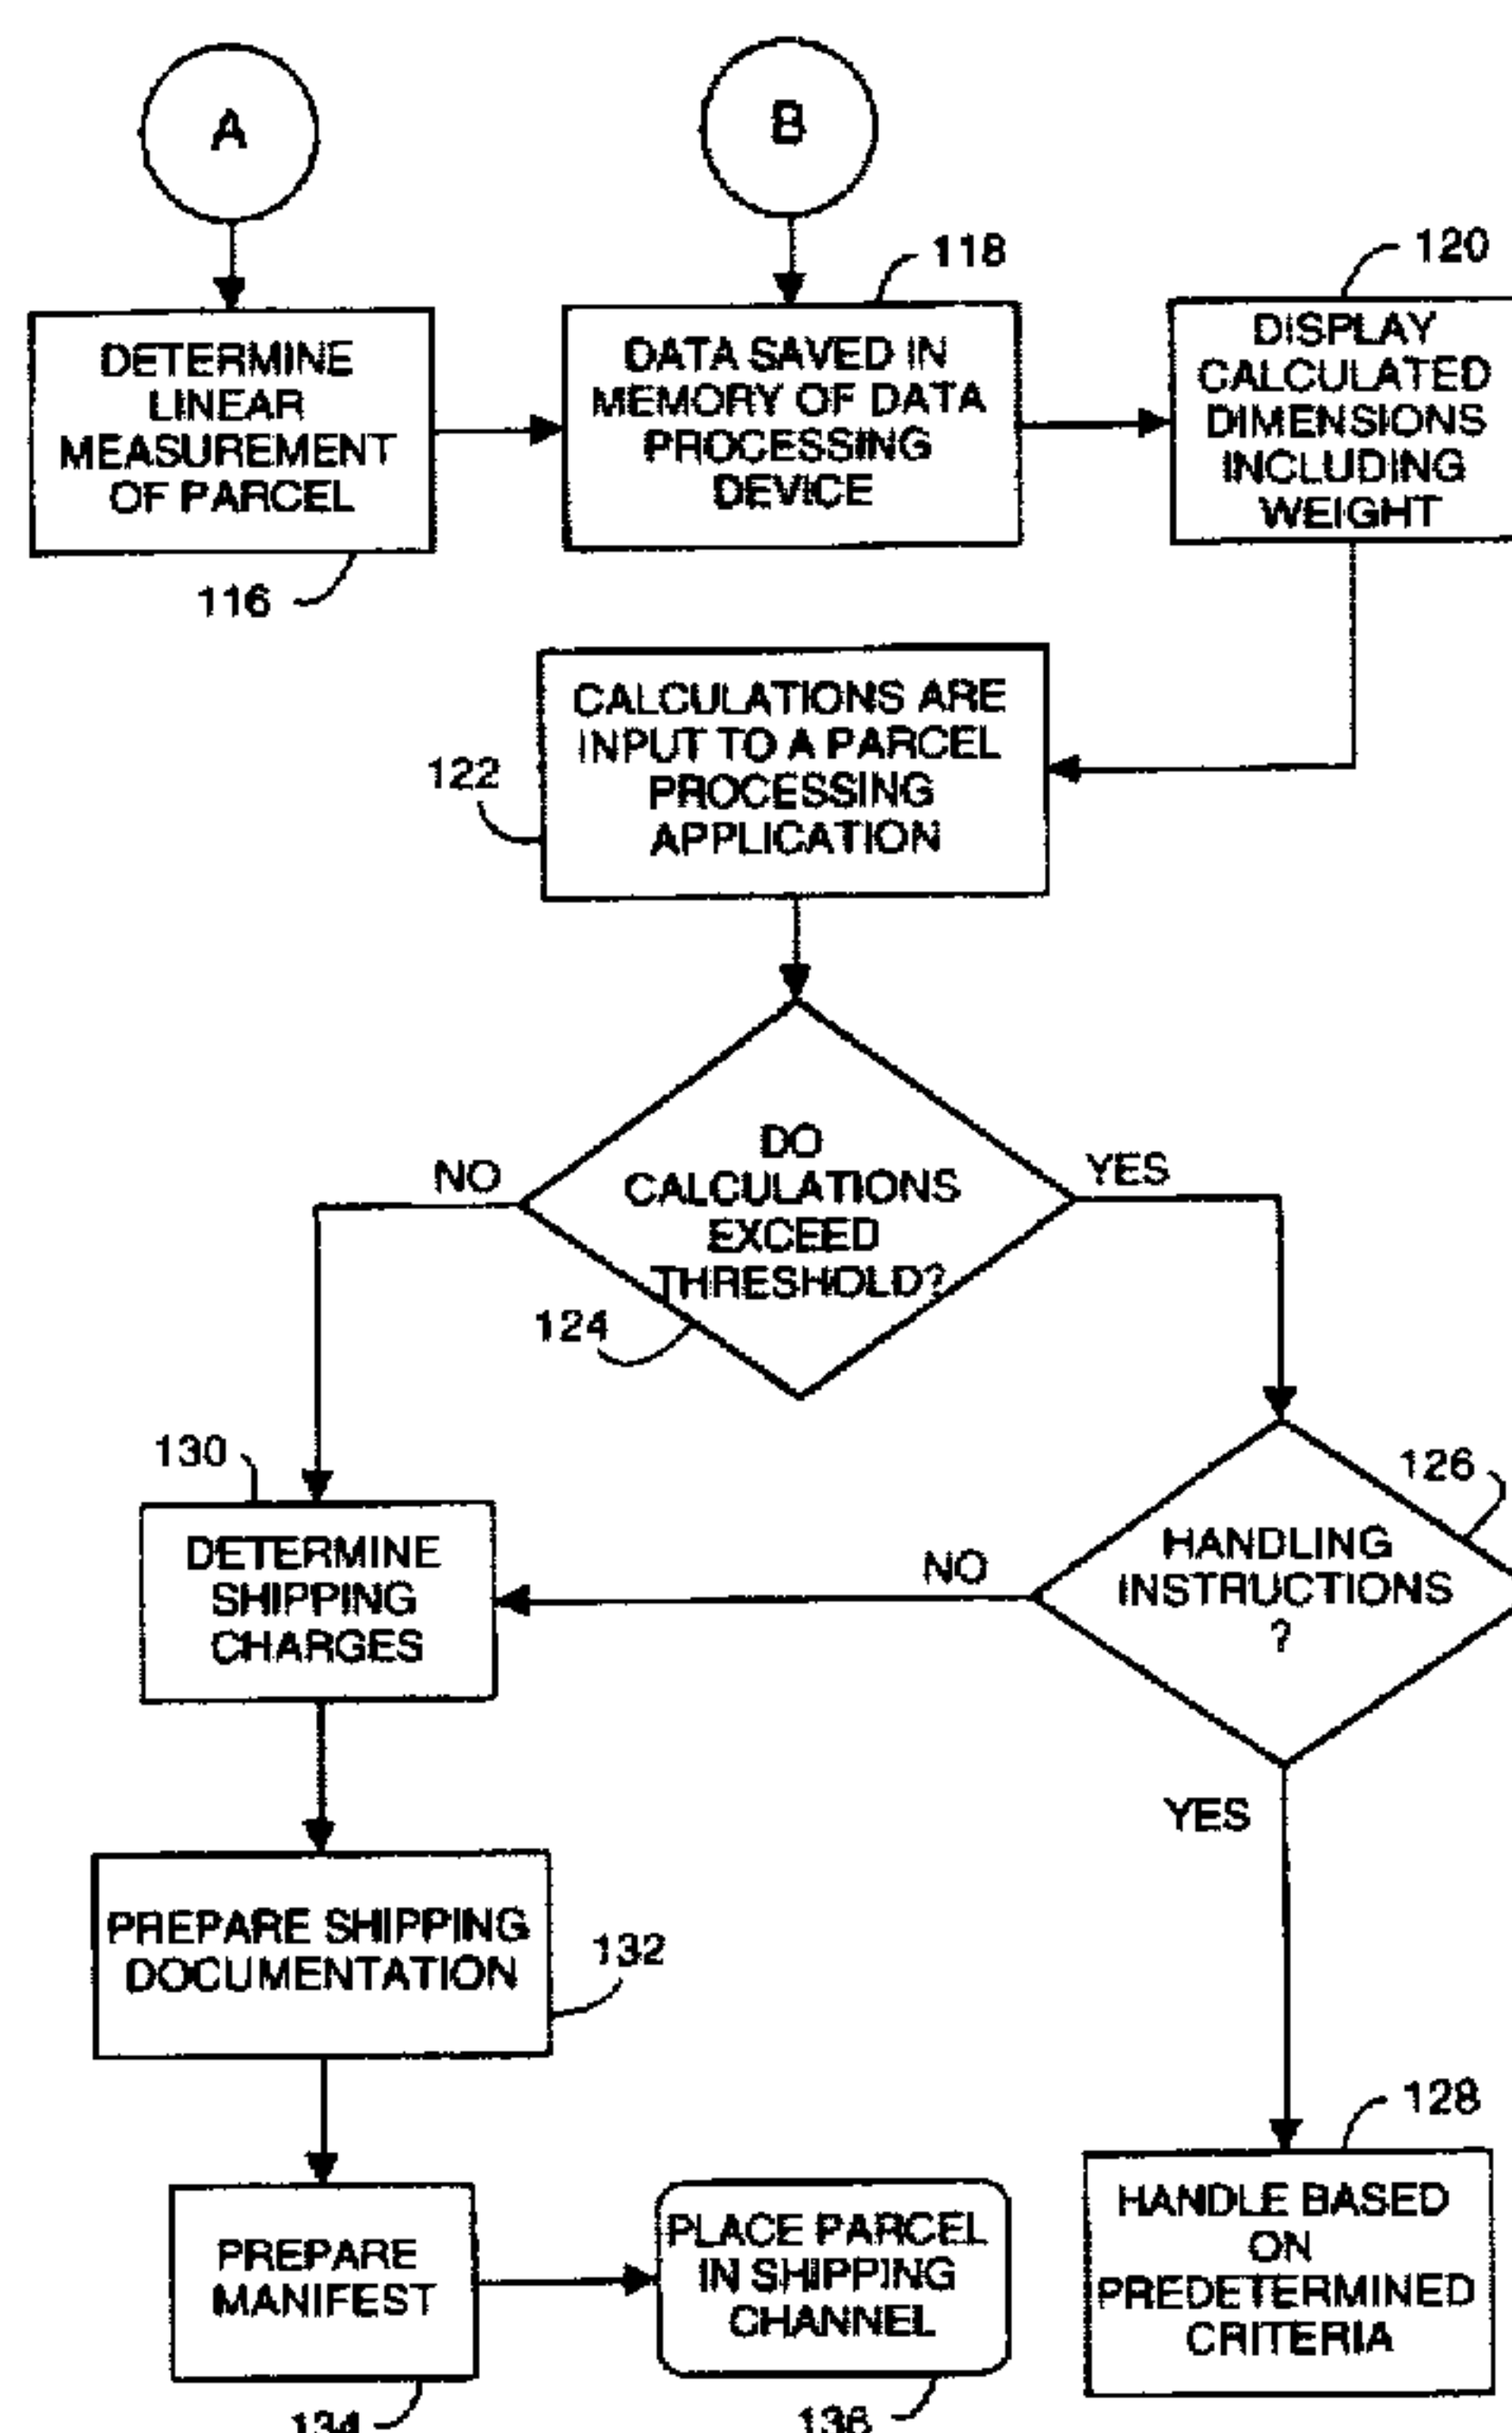 A
B
118
120
DETERMINE
LINEAR
MEASUREMENT
OF PARCEL
116
DATA SAVED IN
MEMORY OF DATA
PROCESSING
DEVICE
DISPLAY
CALCULATED
DIMENSIONS
INCLUDING
WEIGHT
122
CALCULATIONS ARE
INPUT TO A PARCEL
PROCESSING
APPLICATION
NO
DO
CALCULATIONS
EXCEED
THRESHOLD?
YES
124
130
126
DETERMINE
SHIPPING
CHARGES
NO
HANDLING
INSTRUCTIONS
?
YES
PREPARE SHIPPING
DOCUMENTATION
132
128
PREPARE
MANIFEST
134
PLACE PARCEL
IN SHIPPING
CHANNEL
136
HANDLE BASED
ON
PREDETERMINED
CRITERIA